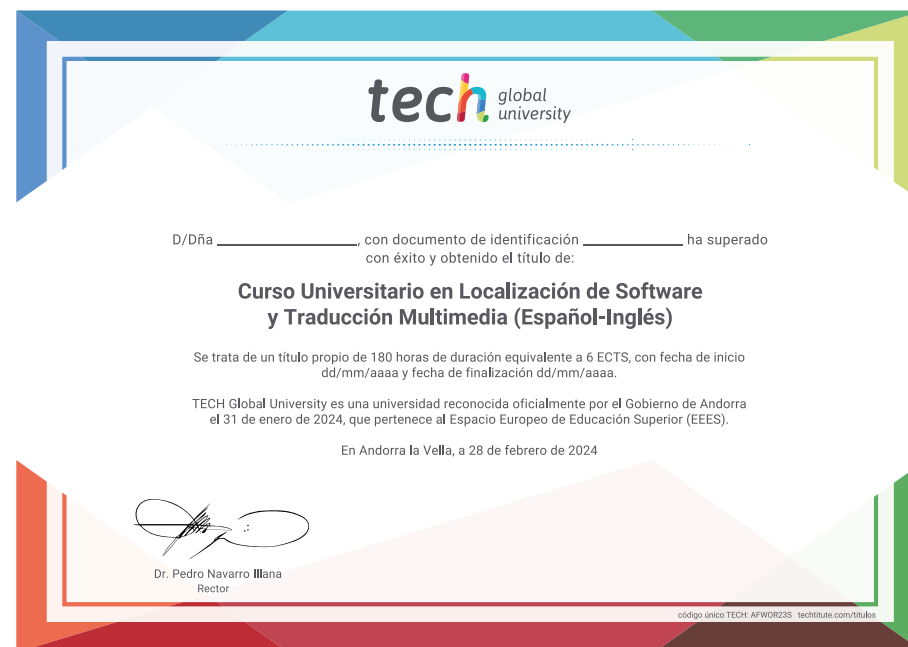 tech global university
D/Dña ________________, con documento de identificación ____________ ha superado
con éxito y obtenido el título de:
Curso Universitario en Localización de Software
y Traducción Multimedia (Español-Inglés)
Se trata de un título propio de 180 horas de duración equivalente a 6 ECTS, con fecha de inicio
dd/mm/aaaa y fecha de finalización dd/mm/aaaa.
TECH Global University es una universidad reconocida oficialmente por el Gobierno de Andorra
el 31 de enero de 2024, que pertenece al Espacio Europeo de Educación Superior (EEES).
En Andorra la Vella, a 28 de febrero de 2024
Dr. Pedro Navarro Illana
Rector
código único TECH: AFWOR23S techtitute.com/titulos